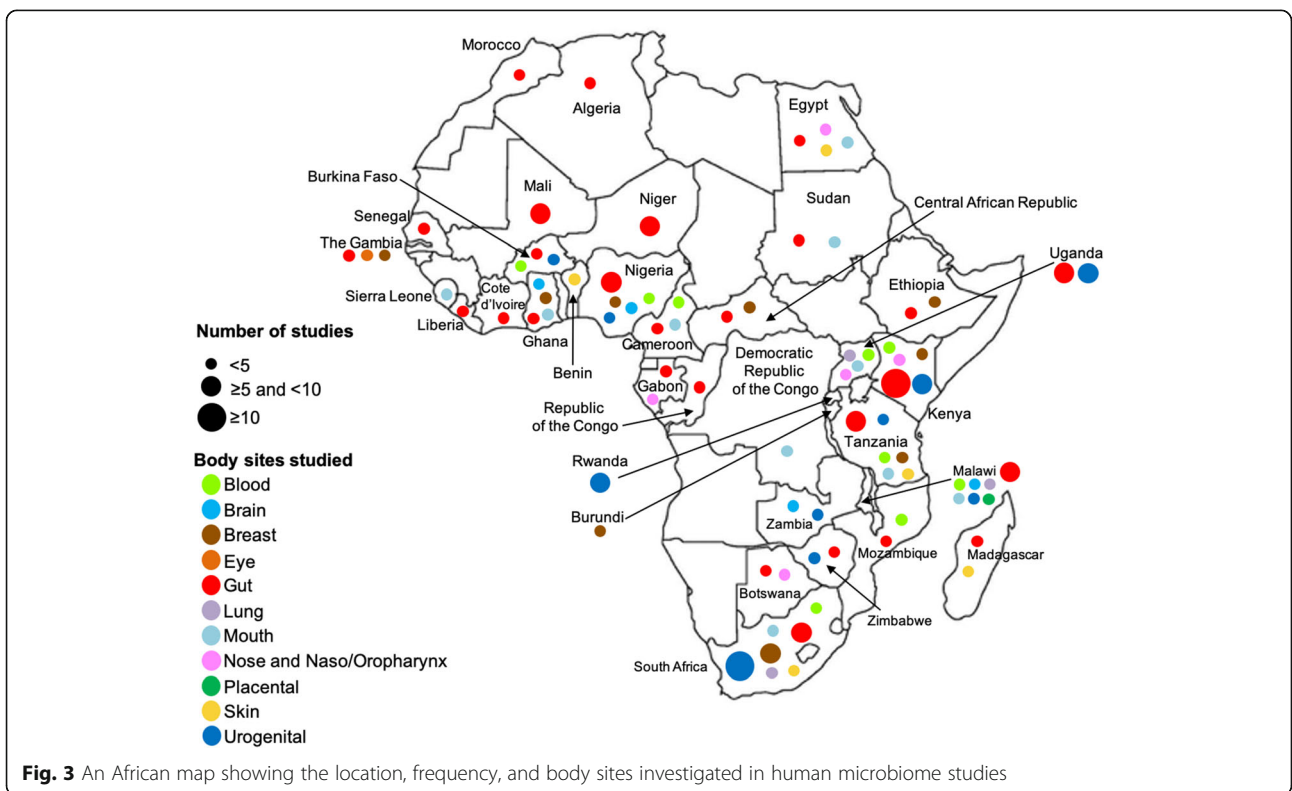 Morocco
Algeria
Egypt
Burkina Faso
Mali
Niger
Sudan
Central African Republic
Senegal
The Gambia
Uganda
Nigeria
Ethiopia
Sierra Leone
Cote
d'Ivoire
Liberia
Ghana
Cameroon
Benin
Democratic
Republic
of the Congo
Gabon
Republic
of the Congo
Kenya
Rwanda
Tanzania
Malawi
Burundi
Zambia
Mozambique
Madagascar
Botswana
Zimbabwe
South Africa
Number of studies
<5
≥5 and <10
≥10
Body sites studied
Blood
Brain
Breast
Eye
Gut
Lung
Mouth
Nose and Naso/Oropharynx
Placental
Skin
Urogenital
Fig. 3 An African map showing the location, frequency, and body sites investigated in human microbiome studies